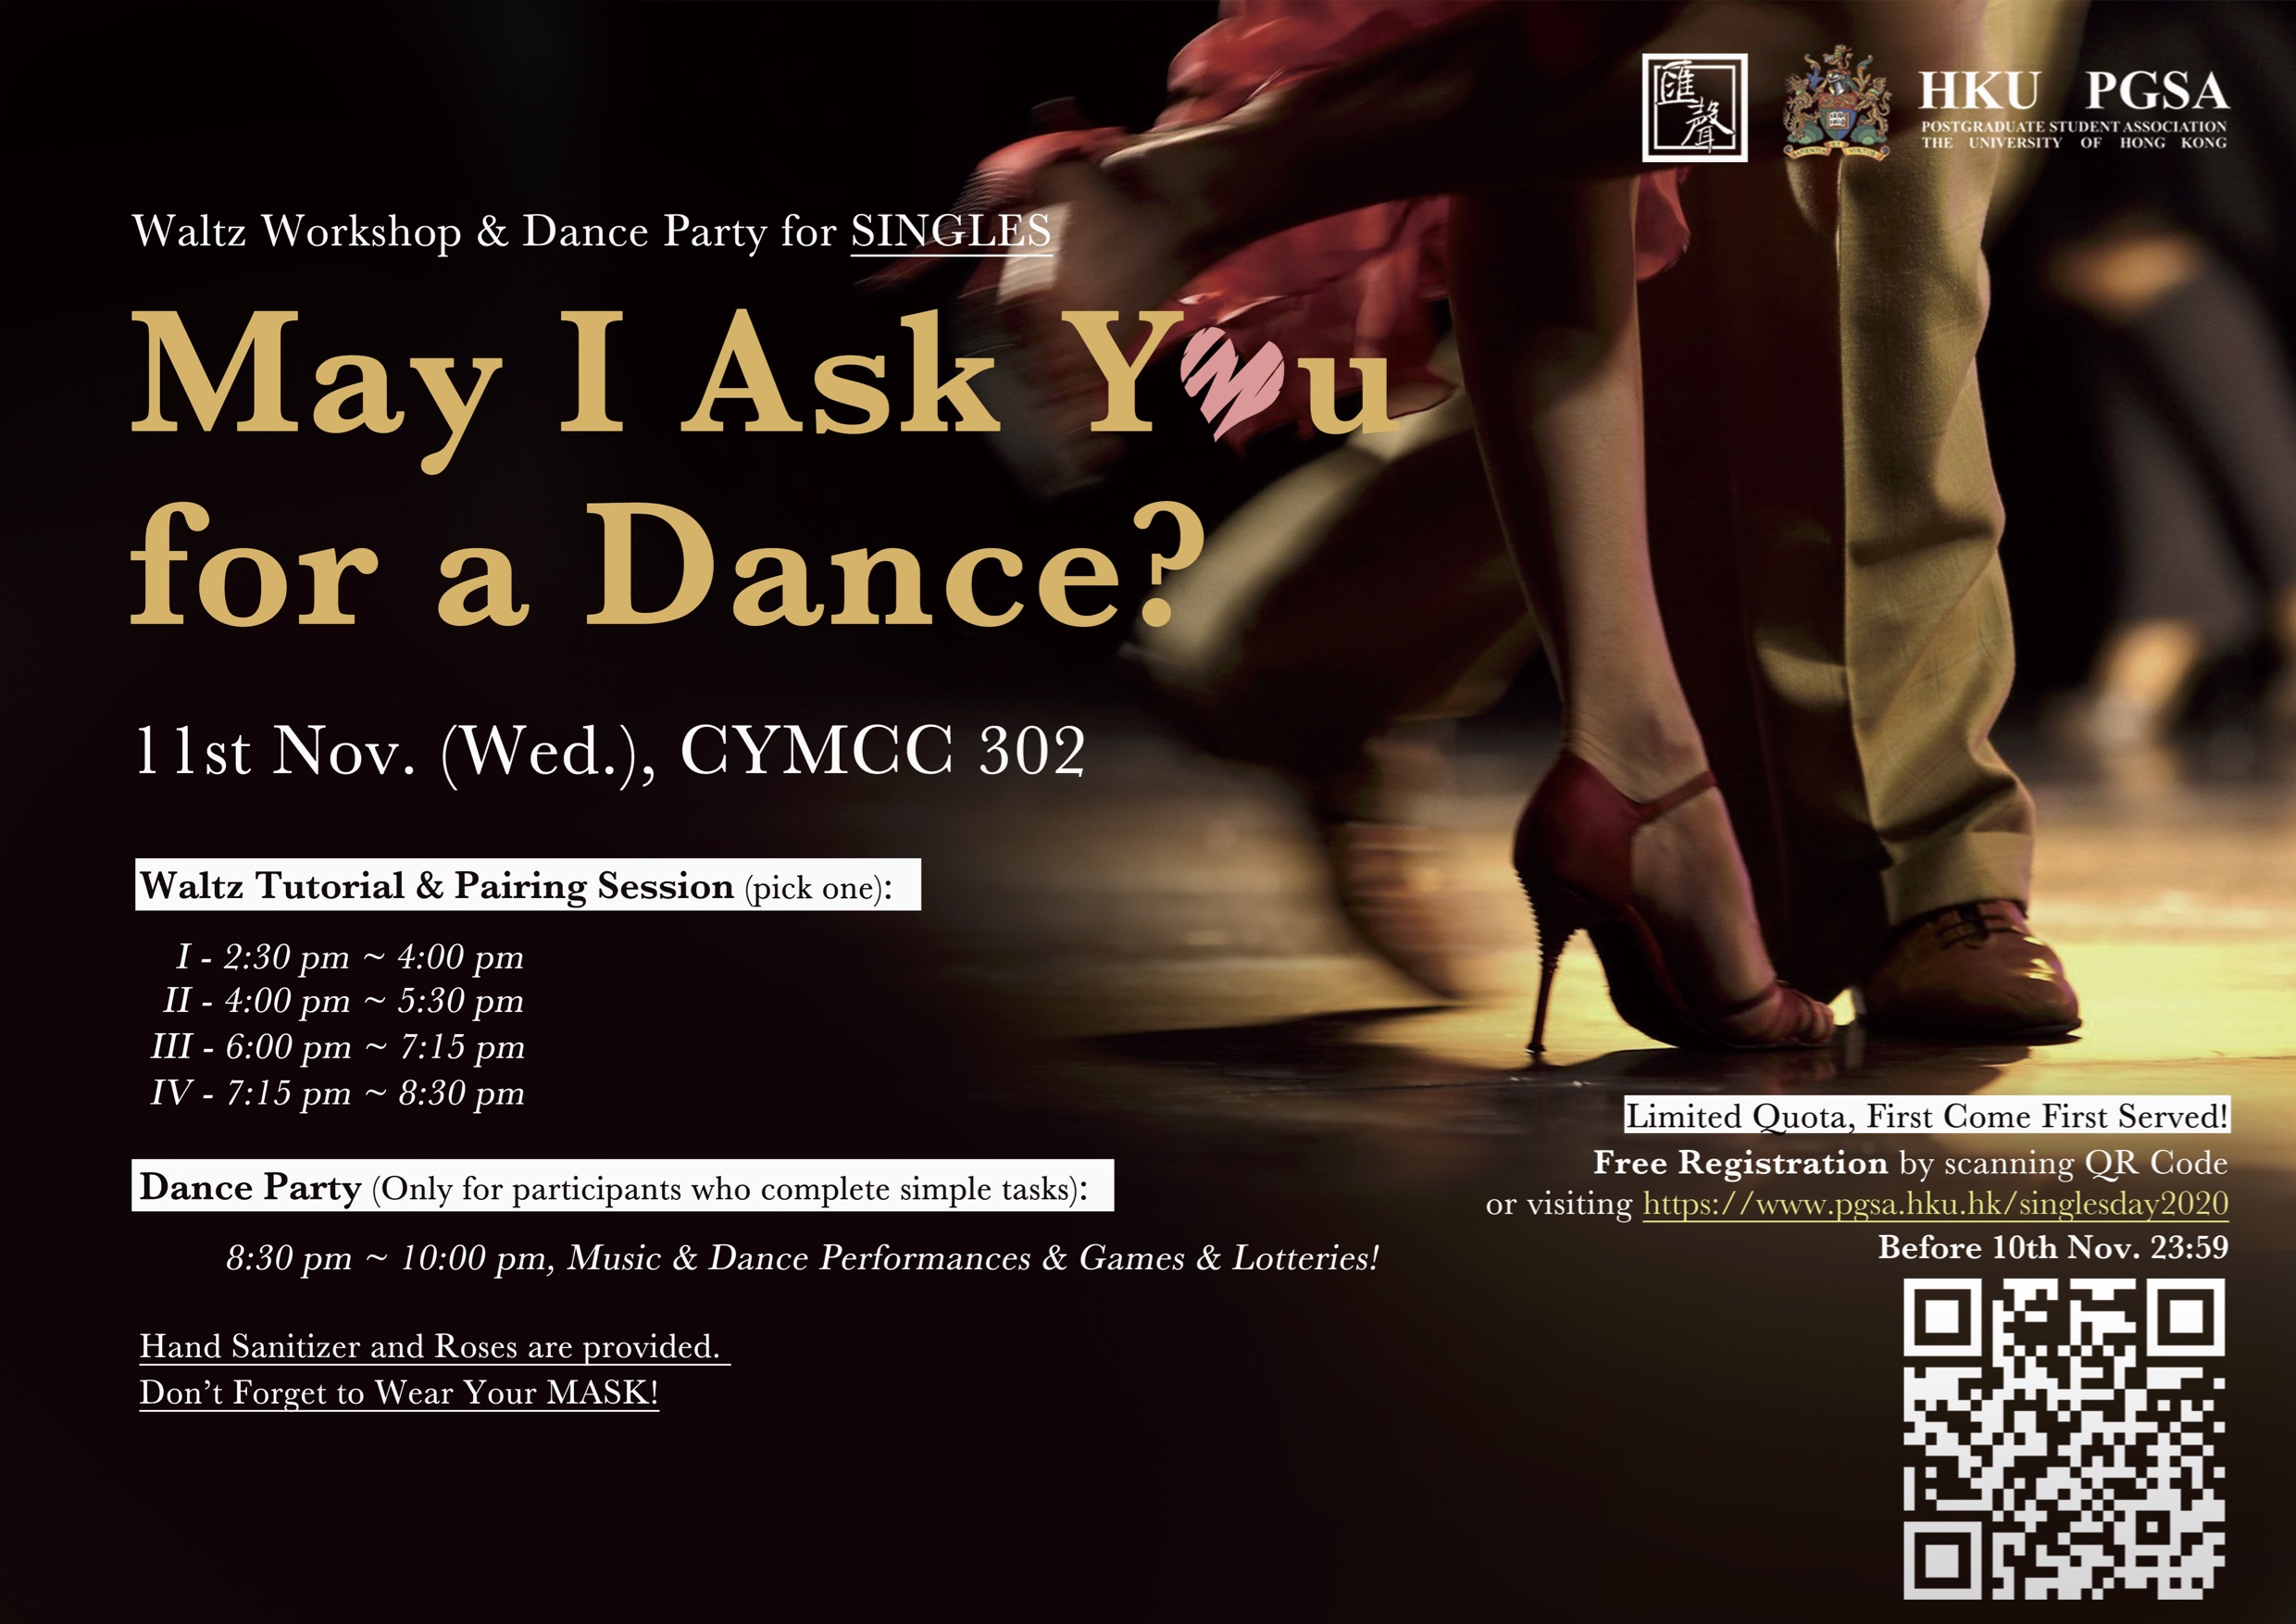 匯聲
HKU PGSA
POSTGRADUATE STUDENT ASSOCIATION
THE UNIVERSITY OF HONG KONG
Waltz Workshop & Dance Party for SINGLES
May I Ask Y♥u
for a Dance?
11st Nov. (Wed.), CYMCC 302
Waltz Tutorial & Pairing Session (pick one):
I - 2:30 pm ~ 4:00 pm
II - 4:00 pm ~ 5:30 pm
III - 6:00 pm ~ 7:15 pm
IV - 7:15 pm ~ 8:30 pm
Dance Party (Only for participants who complete simple tasks):
8:30 pm ~ 10:00 pm, Music & Dance Performances & Games & Lotteries!
Hand Sanitizer and Roses are provided.
Don't Forget to Wear Your MASK!
Limited Quota, First Come First Served!
Free Registration by scanning QR Code
or visiting https://www.pgsa.hku.hk/singlesday2020
Before 10th Nov. 23:59